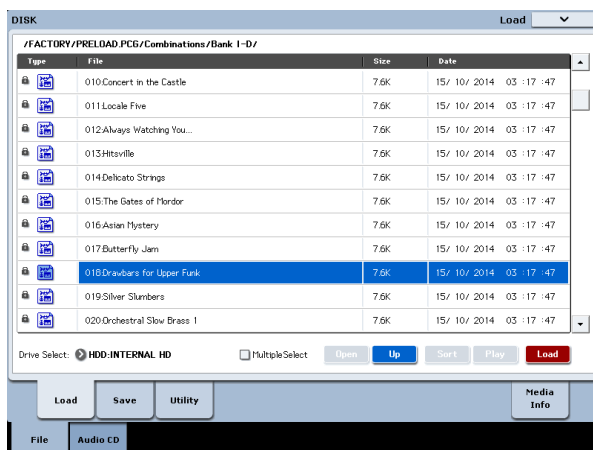 DISK Load
/FACTORY/PRELOAD.PCG/Combinations/Bank I-D/
Type File Size Date
010:Concert in the Castle 7.6K 15/ 10/ 2014 03 :17 :47
011:Locale Five 7.6K 15/ 10/ 2014 03 :17 :47
012:Always Watching You... 7.6K 15/ 10/ 2014 03 :17 :47
013:Hitsville 7.6K 15/ 10/ 2014 03 :17 :47
014:Delicato Strings 7.6K 15/ 10/ 2014 03 :17 :47
015:The Gates of Mordor 7.6K 15/ 10/ 2014 03 :17 :47
016:Asian Mystery 7.6K 15/ 10/ 2014 03 :17 :47
017:Butterfly Jam 7.6K 15/ 10/ 2014 03 :17 :47
018:Drawbars for Upper Funk 7.6K 15/ 10/ 2014 03 :17 :47
019:Silver Slumbers 7.6K 15/ 10/ 2014 03 :17 :47
020:Orchestral Slow Brass 1 7.6K 15/ 10/ 2014 03 :17 :47
Drive Select: HDD:INTERNAL HD Multiple Select Open Up Sort Play Load
Load Save Utility Media
Info
File Audio CD